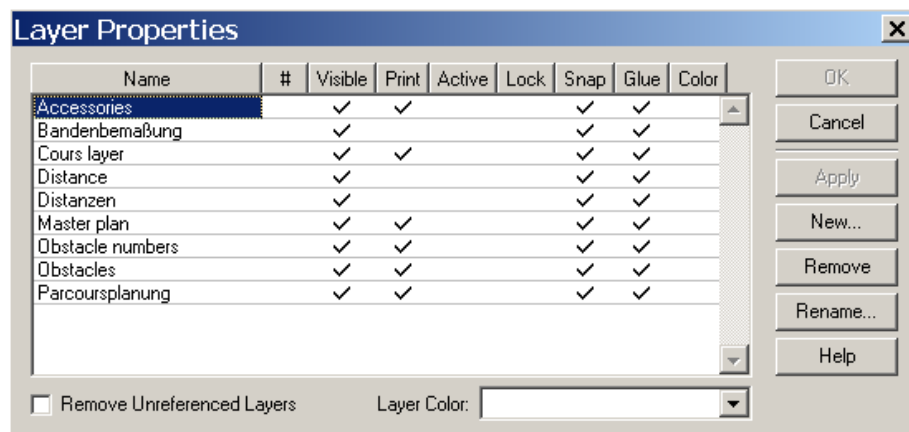 Layer Properties
Name # Visible Print Active Lock Snap Glue Color
OK
Accessories
Cancel
Bandenbemaßung
Cours layer
Distance
Apply
Distanzen
Master plan
New...
Obstacle numbers
Obstacles
Remove
Parcoursplanung
Rename...
Help
Remove Unreferenced Layers Layer Color: